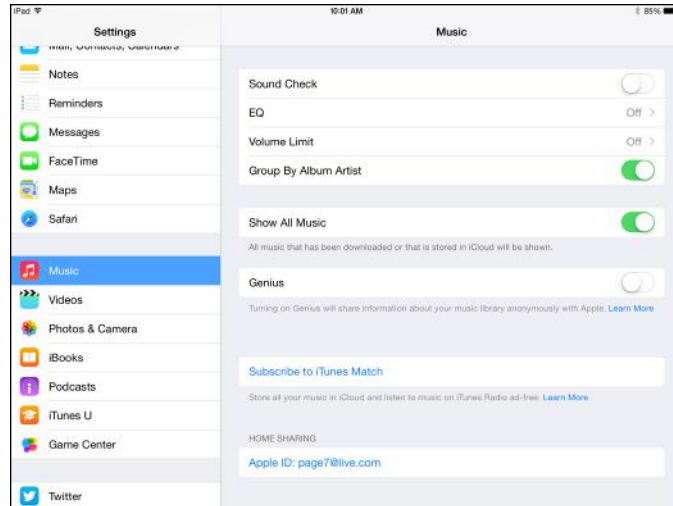 iPad
10:01 AM
85%
Settings
Music
Mail, Contacts, Calendars
Notes
Reminders
Messages
FaceTime
Maps
Safari
Music
Videos
Photos & Camera
iBooks
Podcasts
iTunes U
Game Center
Twitter
Sound Check
EQ Off >
Volume Limit Off >
Group By Album Artist
Show All Music
All music that has been downloaded or that is stored in iCloud will be shown.
Genius
Turning on Genius will share information about your music library anonymously with Apple. Learn More
Subscribe to iTunes Match
Store all your music in iCloud and listen to music on iTunes Radio ad-free. Learn More
HOME SHARING
Apple ID: page7@live.com